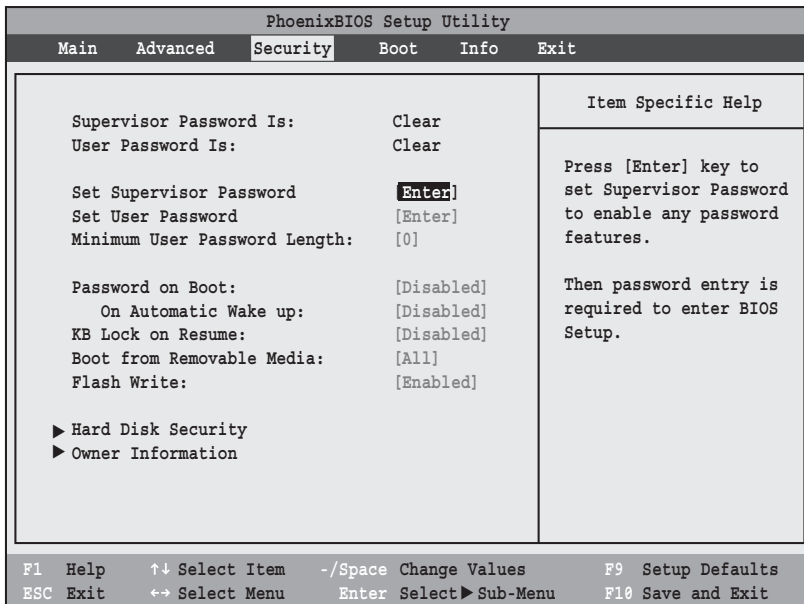 PhoenixBIOS Setup Utility
Main Advanced Security Boot Info Exit
Supervisor Password Is: Clear
User Password Is: Clear
Set Supervisor Password [Enter]
Set User Password [Enter]
Minimum User Password Length: [0]
Password on Boot: [Disabled]
On Automatic Wake up: [Disabled]
KB Lock on Resume: [Disabled]
Boot from Removable Media: [All]
Flash Write: [Enabled]
▶ Hard Disk Security
▶ Owner Information
Item Specific Help
Press [Enter] key to
set Supervisor Password
to enable any password
features.
Then password entry is
required to enter BIOS
Setup.
F1 Help ↑↓ Select Item -/Space Change Values F9 Setup Defaults
ESC Exit ←→ Select Menu Enter Select ▶ Sub-Menu F10 Save and Exit